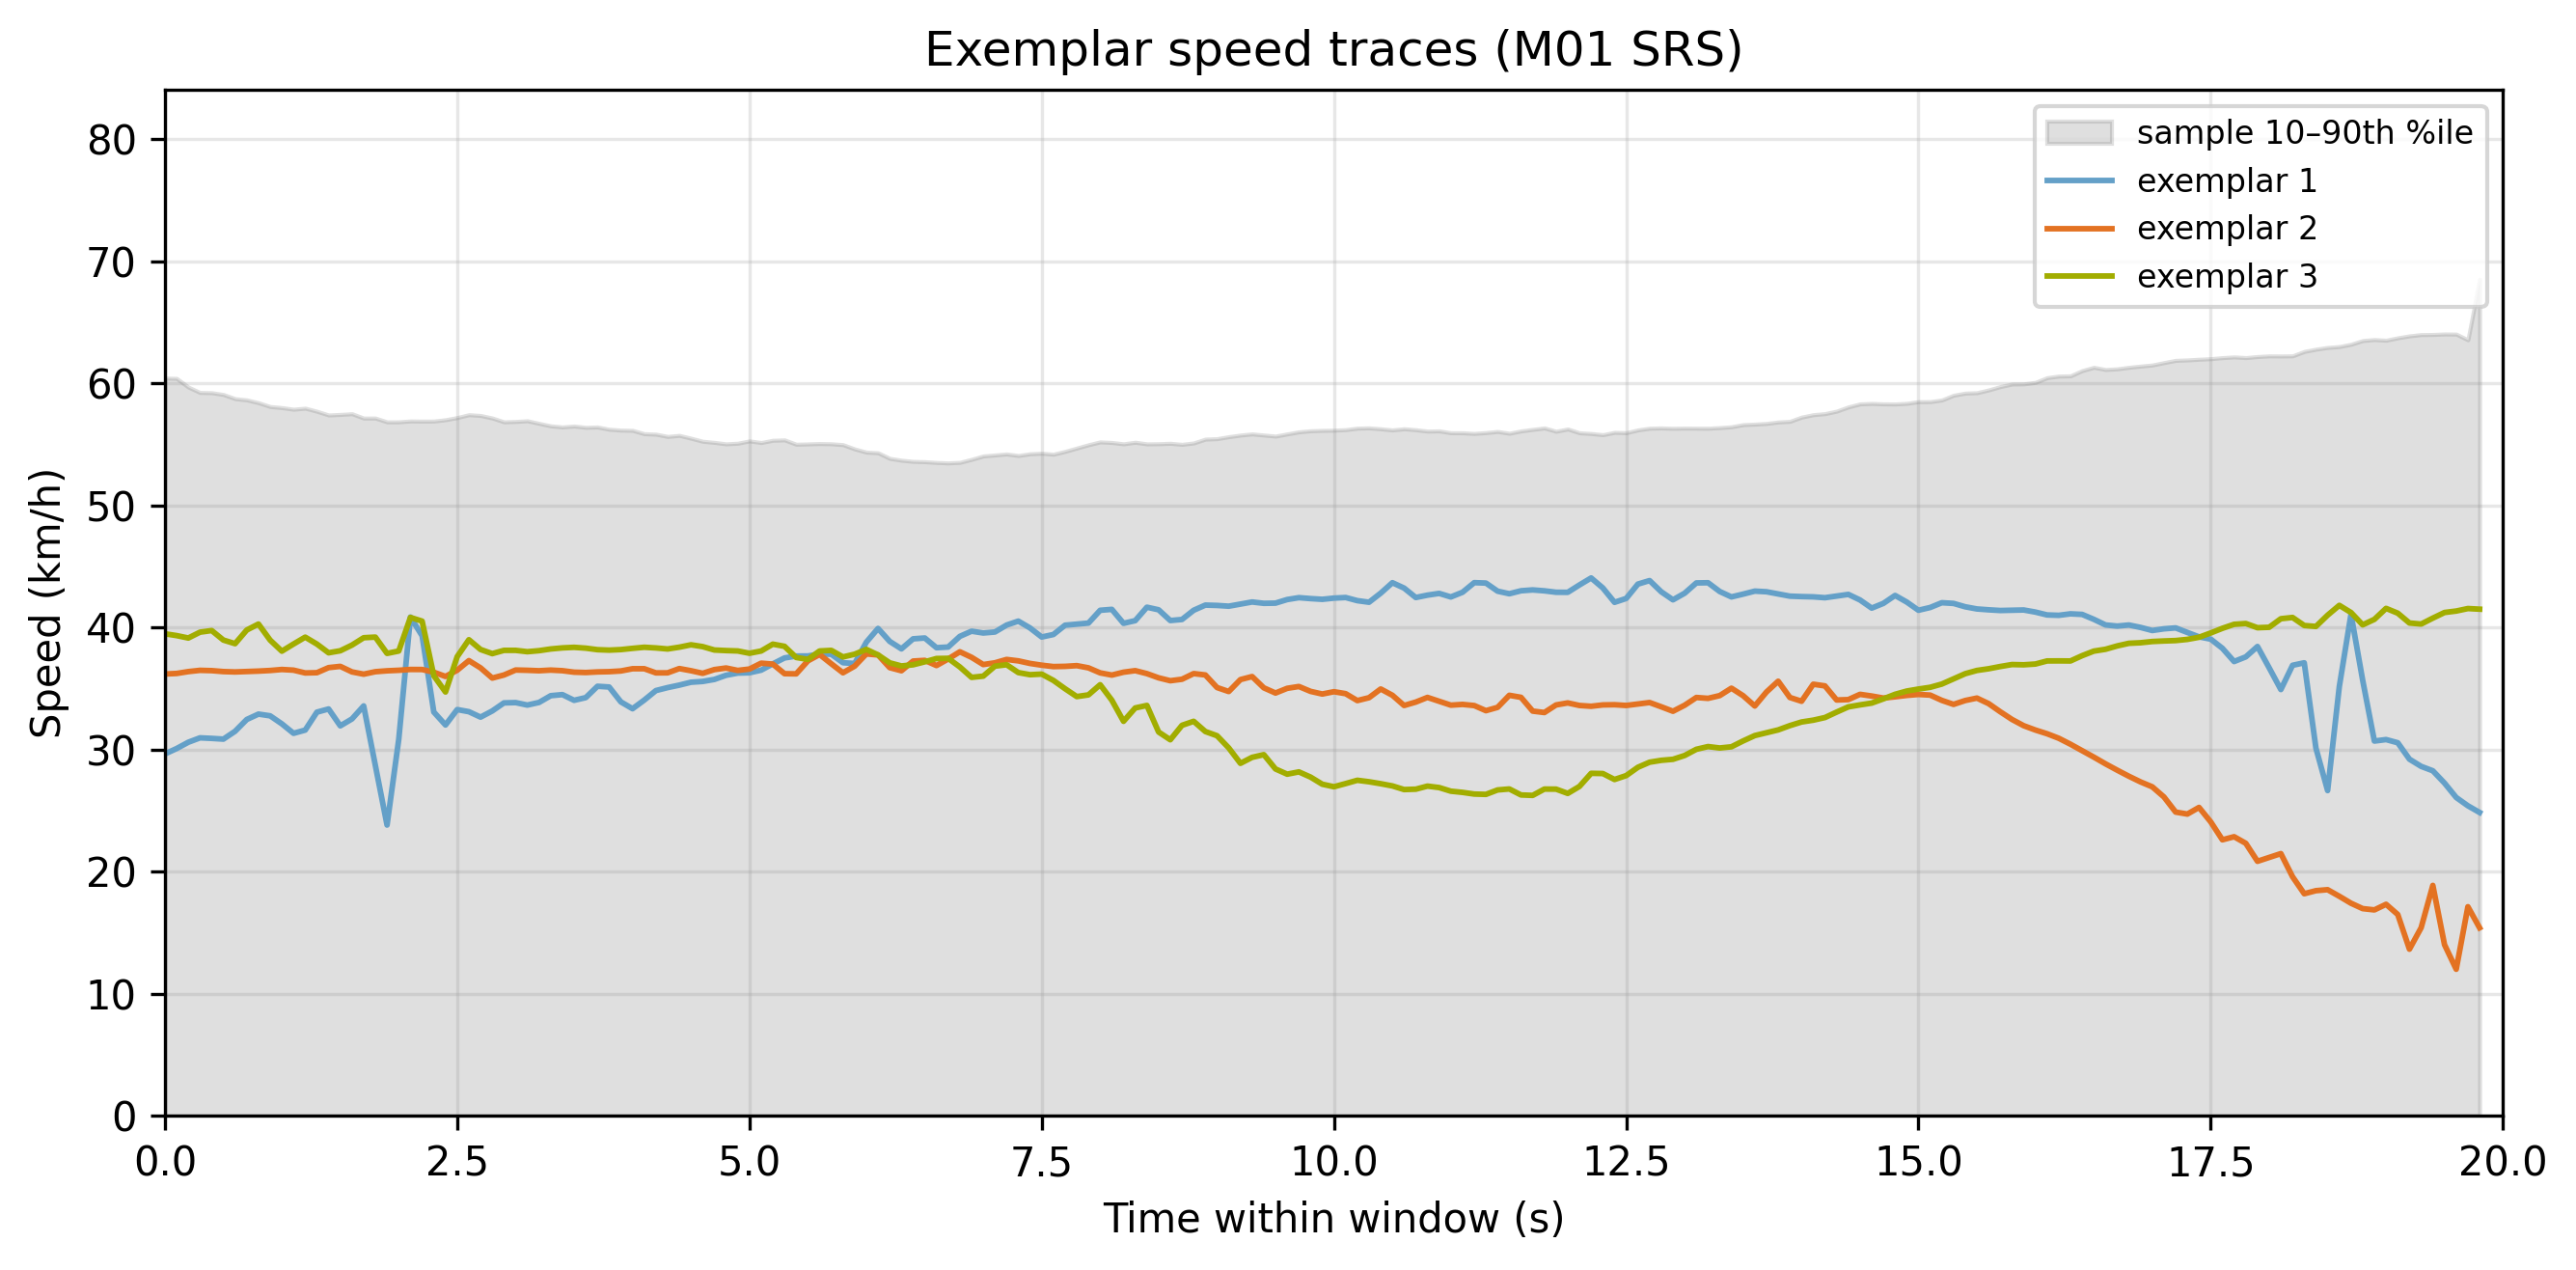 Exemplar speed traces (M01 SRS)
sample 10–90th %ile
exemplar 1
exemplar 2
exemplar 3
Speed (km/h)
80
70
60
50
40
30
20
10
0
0.0 2.5 5.0 7.5 10.0 12.5 15.0 17.5 20.0
Time within window (s)